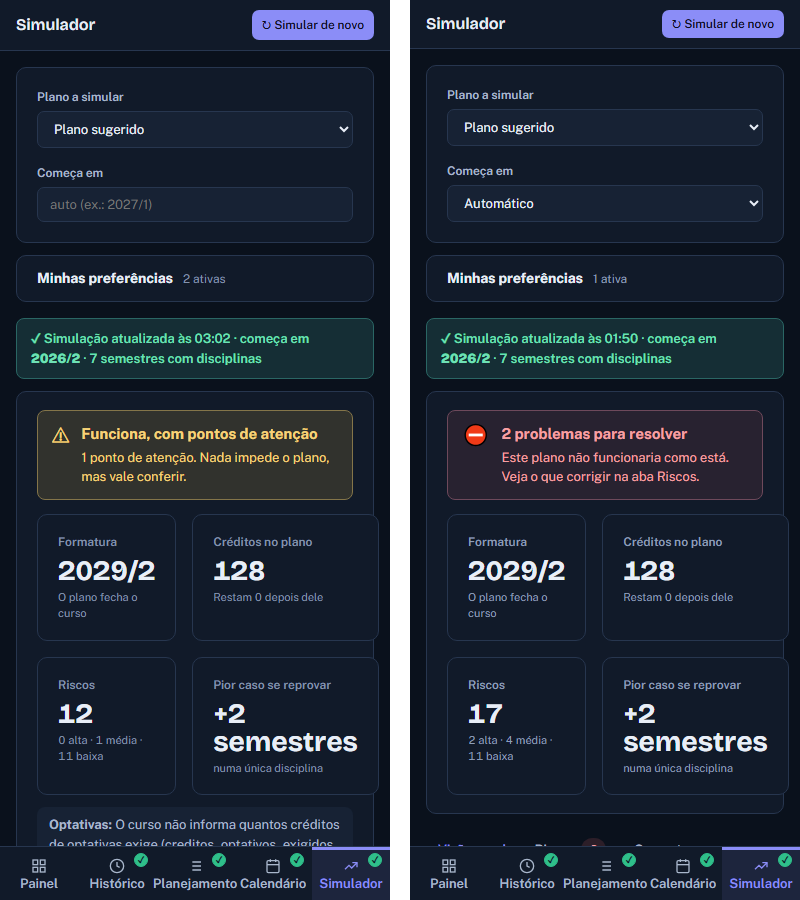 Simulador
↻ Simular de novo
Plano a simular
Plano sugerido
Começa em
auto (ex.: 2027/1)
Minhas preferências 2 ativas
✓ Simulação atualizada às 03:02 · começa em
2026/2 · 7 semestres com disciplinas
Funciona, com pontos de atenção
1 ponto de atenção. Nada impede o plano,
mas vale conferir.
Formatura
2029/2
O plano fecha o
curso
Créditos no plano
128
Restam 0 depois dele
Riscos
12
0 alta · 1 média ·
11 baixa
Pior caso se reprovar
+2
semestres
numa única disciplina
Optativas: O curso não informa quantos créditos
de optativas exige (creditos_optativos_exigidos
Painel
Histórico
Planejamento
Calendário
Simulador
Simulador
↻ Simular de novo
Plano a simular
Plano sugerido
Começa em
Automático
Minhas preferências 1 ativa
✓ Simulação atualizada às 01:50 · começa em
2026/2 · 7 semestres com disciplinas
2 problemas para resolver
Este plano não funcionaria como está.
Veja o que corrigir na aba Riscos.
Formatura
2029/2
O plano fecha o
curso
Créditos no plano
128
Restam 0 depois dele
Riscos
17
2 alta · 4 média ·
11 baixa
Pior caso se reprovar
+2
semestres
numa única disciplina
Painel
Histórico
Planejamento
Calendário
Simulador